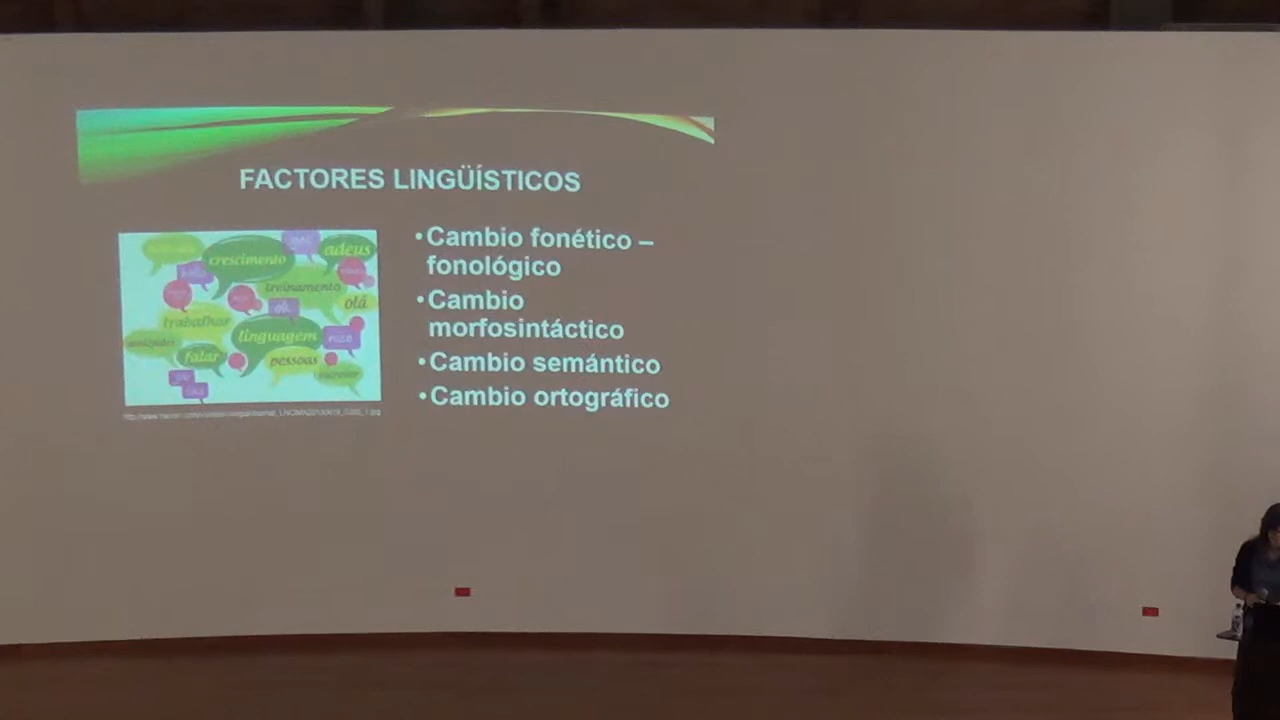 FACTORES LINGÜÍSTICOS
• Cambio fonético –
fonológico
• Cambio
morfosintáctico
• Cambio semántico
• Cambio ortográfico
crescimento
adeus
treinamento
olá
trabalhar
linguagem
falar
pessoas